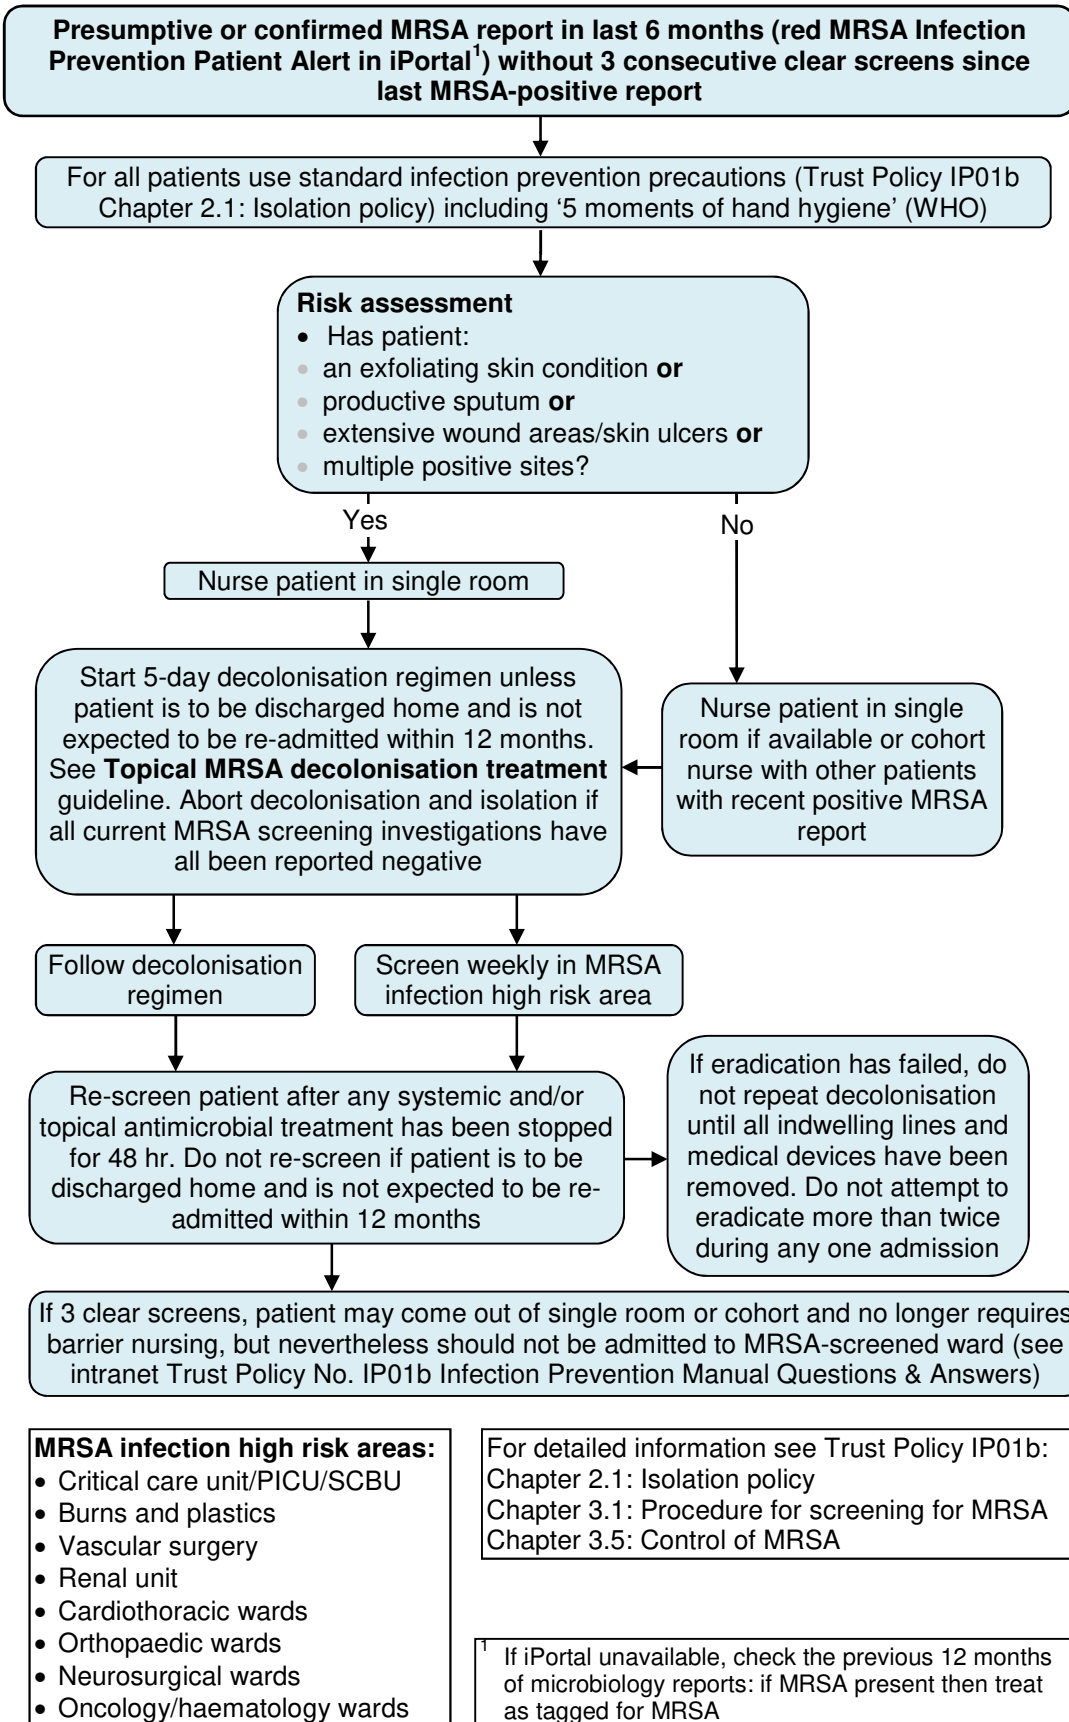 Presumptive or confirmed MRSA report in last 6 months (red MRSA Infection
Prevention Patient Alert in iPortal1) without 3 consecutive clear screens since
last MRSA-positive report
For all patients use standard infection prevention precautions (Trust Policy IP01b
Chapter 2.1: Isolation policy) including ‘5 moments of hand hygiene’ (WHO)
Risk assessment
• Has patient:
• an exfoliating skin condition or
• productive sputum or
• extensive wound areas/skin ulcers or
• multiple positive sites?
Yes
No
Nurse patient in single room
Start 5-day decolonisation regimen unless
patient is to be discharged home and is not
expected to be re-admitted within 12 months.
See Topical MRSA decolonisation treatment
guideline. Abort decolonisation and isolation if
all current MRSA screening investigations have
all been reported negative
Nurse patient in single
room if available or cohort
nurse with other patients
with recent positive MRSA
report
Follow decolonisation
regimen
Screen weekly in MRSA
infection high risk area
Re-screen patient after any systemic and/or
topical antimicrobial treatment has been stopped
for 48 hr. Do not re-screen if patient is to be
discharged home and is not expected to be re-
admitted within 12 months
If eradication has failed, do
not repeat decolonisation
until all indwelling lines and
medical devices have been
removed. Do not attempt to
eradicate more than twice
during any one admission
If 3 clear screens, patient may come out of single room or cohort and no longer requires
barrier nursing, but nevertheless should not be admitted to MRSA-screened ward (see
intranet Trust Policy No. IP01b Infection Prevention Manual Questions & Answers)
MRSA infection high risk areas:
• Critical care unit/PICU/SCBU
• Burns and plastics
• Vascular surgery
• Renal unit
• Cardiothoracic wards
• Orthopaedic wards
• Neurosurgical wards
• Oncology/haematology wards
For detailed information see Trust Policy IP01b:
Chapter 2.1: Isolation policy
Chapter 3.1: Procedure for screening for MRSA
Chapter 3.5: Control of MRSA
1 If iPortal unavailable, check the previous 12 months
of microbiology reports: if MRSA present then treat
as tagged for MRSA